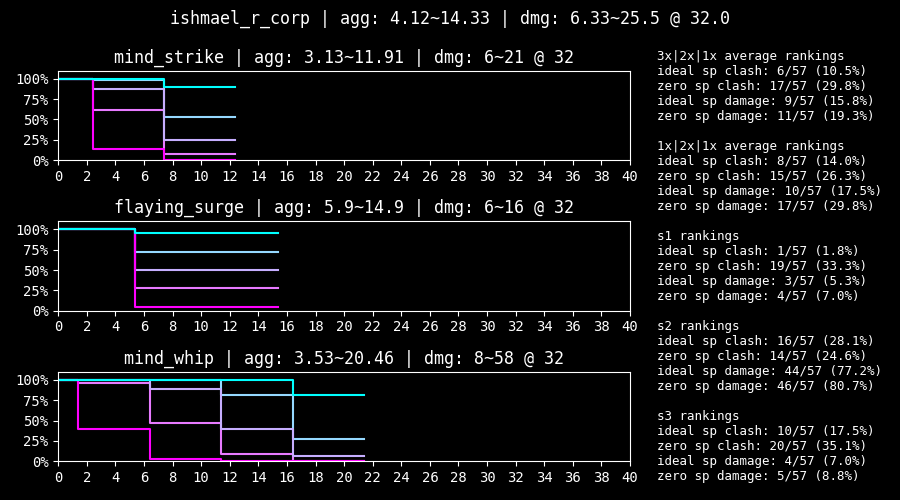 ishmael_r_corp | agg: 4.12~14.33 | dmg: 6.33~25.5 @ 32.0
mind_strike | agg: 3.13~11.91 | dmg: 6~21 @ 32
100%
75%
50%
25%
0%
0 2 4 6 8 10 12 14 16 18 20 22 24 26 28 30 32 34 36 38 40
flaying_surge | agg: 5.9~14.9 | dmg: 6~16 @ 32
100%
75%
50%
25%
0%
0 2 4 6 8 10 12 14 16 18 20 22 24 26 28 30 32 34 36 38 40
mind_whip | agg: 3.53~20.46 | dmg: 8~58 @ 32
100%
75%
50%
25%
0%
0 2 4 6 8 10 12 14 16 18 20 22 24 26 28 30 32 34 36 38 40
3x|2x|1x average rankings
ideal sp clash: 6/57 (10.5%)
zero sp clash: 17/57 (29.8%)
ideal sp damage: 9/57 (15.8%)
zero sp damage: 11/57 (19.3%)
1x|2x|1x average rankings
ideal sp clash: 8/57 (14.0%)
zero sp clash: 15/57 (26.3%)
ideal sp damage: 10/57 (17.5%)
zero sp damage: 17/57 (29.8%)
s1 rankings
ideal sp clash: 1/57 (1.8%)
zero sp clash: 19/57 (33.3%)
ideal sp damage: 3/57 (5.3%)
zero sp damage: 4/57 (7.0%)
s2 rankings
ideal sp clash: 16/57 (28.1%)
zero sp clash: 14/57 (24.6%)
ideal sp damage: 44/57 (77.2%)
zero sp damage: 46/57 (80.7%)
s3 rankings
ideal sp clash: 10/57 (17.5%)
zero sp clash: 20/57 (35.1%)
ideal sp damage: 4/57 (7.0%)
zero sp damage: 5/57 (8.8%)